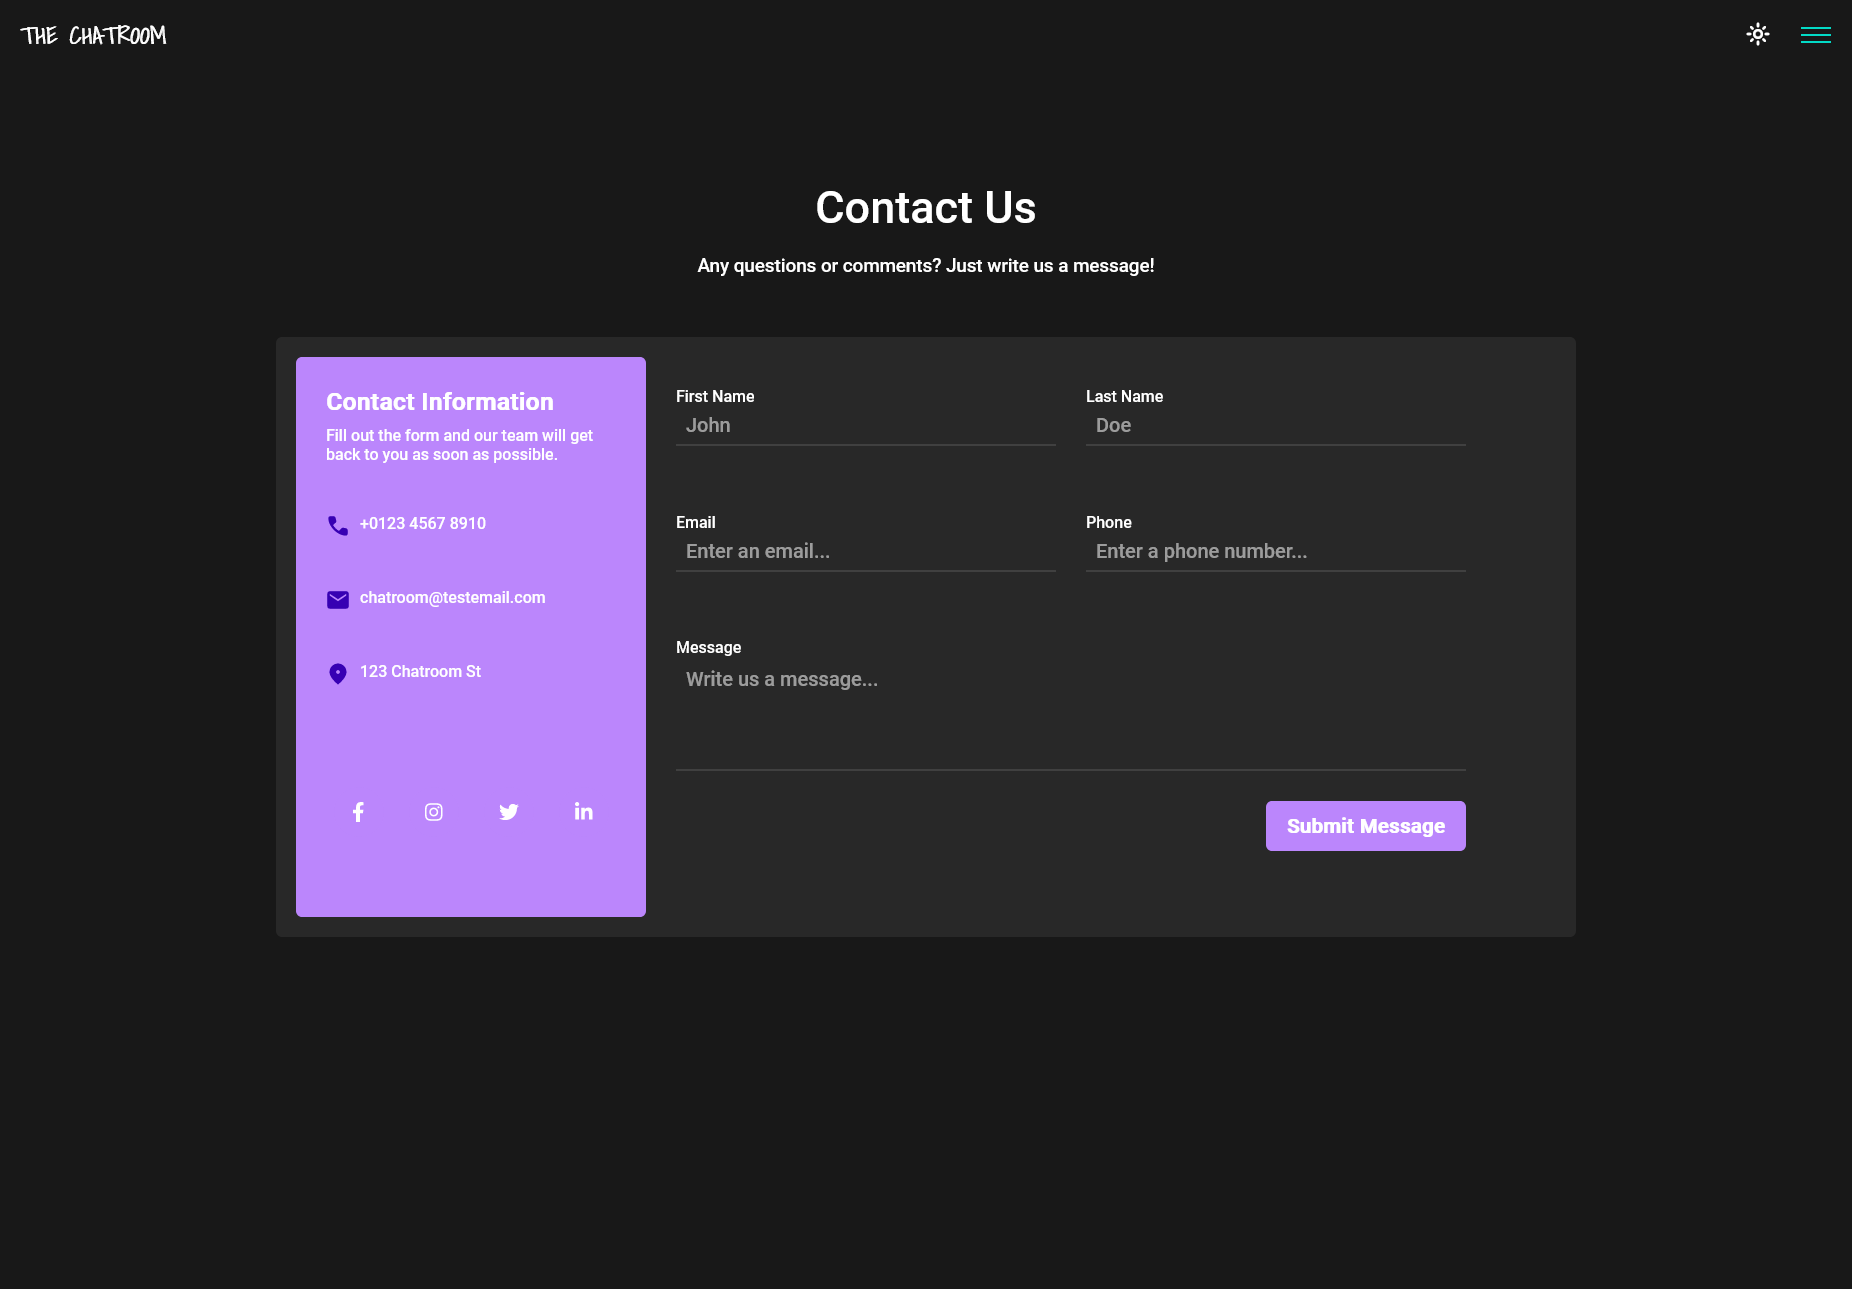 THE CHATROOM
Contact Us
Any questions or comments? Just write us a message!
Contact Information
Fill out the form and our team will get
back to you as soon as possible.
+0123 4567 8910
chatroom@testemail.com
123 Chatroom St
First Name
John
Last Name
Doe
Email
Enter an email...
Phone
Enter a phone number...
Message
Write us a message...
Submit Message